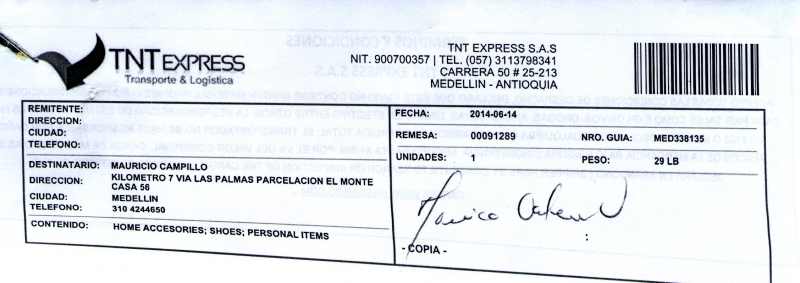 TNT EXPRESS
Transporte & Logística
TNT EXPRESS S.A.S
NIT. 900700357 | TEL. (057) 3113798341
CARRERA 50 # 25-213
MEDELLIN - ANTIOQUIA
REMITENTE:
DIRECCION:
CIUDAD:
TELEFONO:
DESTINATARIO: MAURICIO CAMPILLO
DIRECCION: KILOMETRO 7 VIA LAS PALMAS PARCELACION EL MONTE
CASA 56
CIUDAD: MEDELLIN
TELEFONO: 310 4244650
CONTENIDO: HOME ACCESORIES; SHOES; PERSONAL ITEMS
FECHA: 2014-06-14
REMESA: 00091289 NRO. GUIA: MED338135
UNIDADES: 1 PESO: 29 LB
- COPIA -